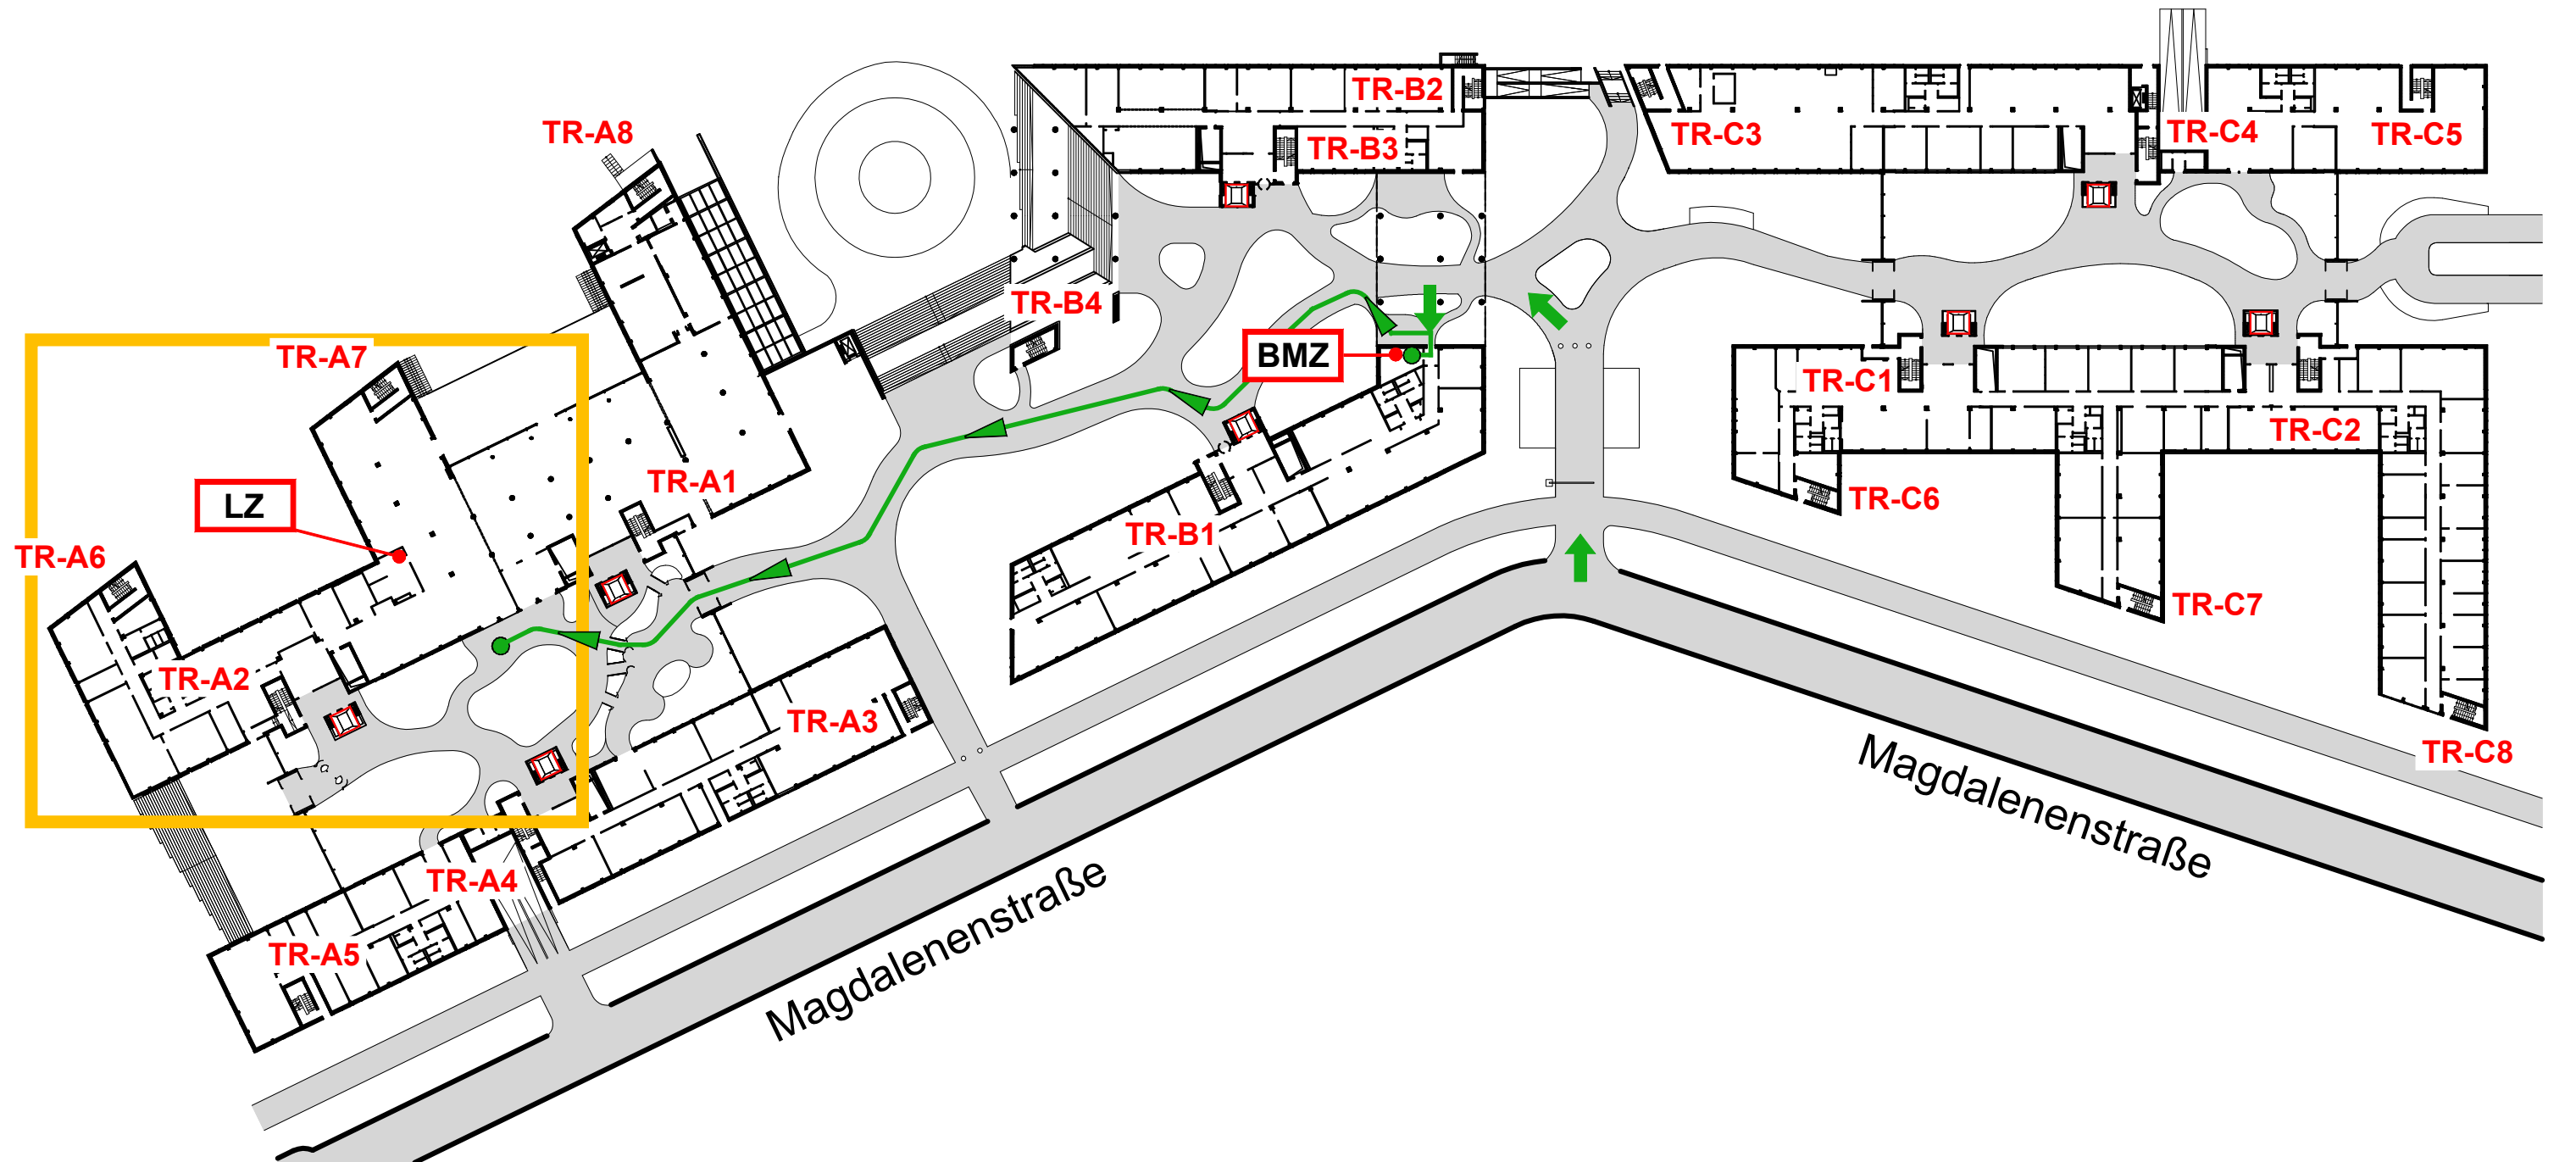 TR-B2
TR-A8
TR-C3
TR-C4
TR-C5
TR-B3
TR-B4
TR-A7
BMZ
TR-C1
TR-C2
TR-A1
LZ
TR-C6
TR-B1
TR-A6
TR-C7
TR-A2
TR-A3
TR-C8
Magdalenenstraße
TR-A4
Magdalenenstraße
TR-A5